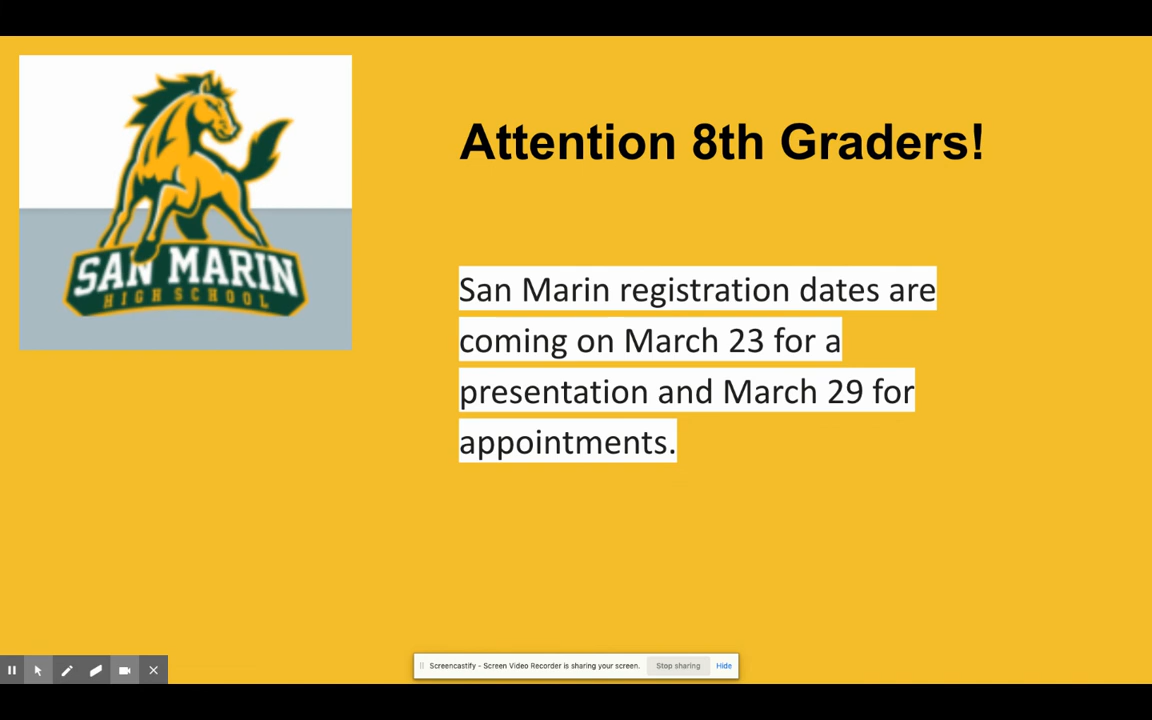 SAN MARIN
HIGH SCHOOL
Attention 8th Graders!
San Marin registration dates are
coming on March 23 for a
presentation and March 29 for
appointments.
Screencastify - Screen Video Recorder is sharing your screen.
Stop sharing
Hide